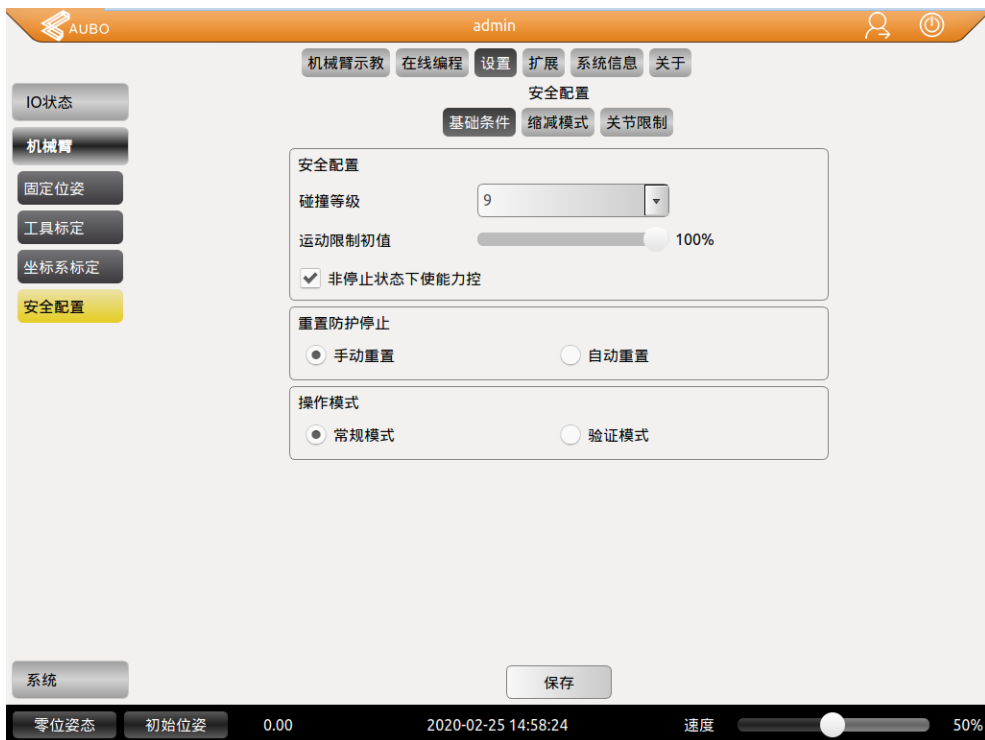 AUBO
admin
机械臂示教 在线编程 设置 扩展 系统信息 关于
安全配置
基础条件 缩减模式 关节限制
IO状态
机械臂
固定位姿
工具标定
坐标系标定
安全配置
安全配置
碰撞等级 9
运动限制初值 100%
非停止状态下使能力控
重置防护停止
手动重置 自动重置
操作模式
常规模式 验证模式
系统
保存
零位姿态 初始位姿 0.00 2020-02-25 14:58:24 速度 50%